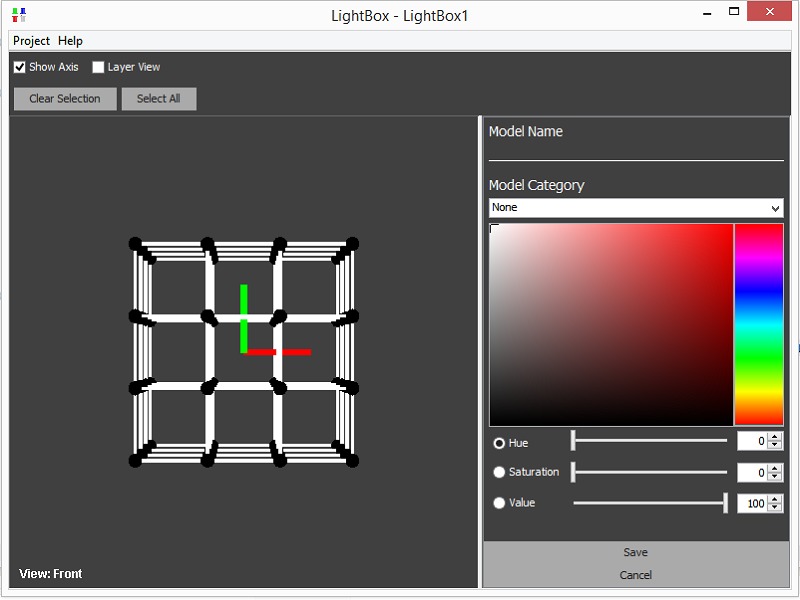 LightBox - LightBox1
Project Help
Show Axis Layer View
Clear Selection Select All
Model Name
Model Category
None
Hue 0
Saturation 0
Value 100
Save
Cancel
View: Front